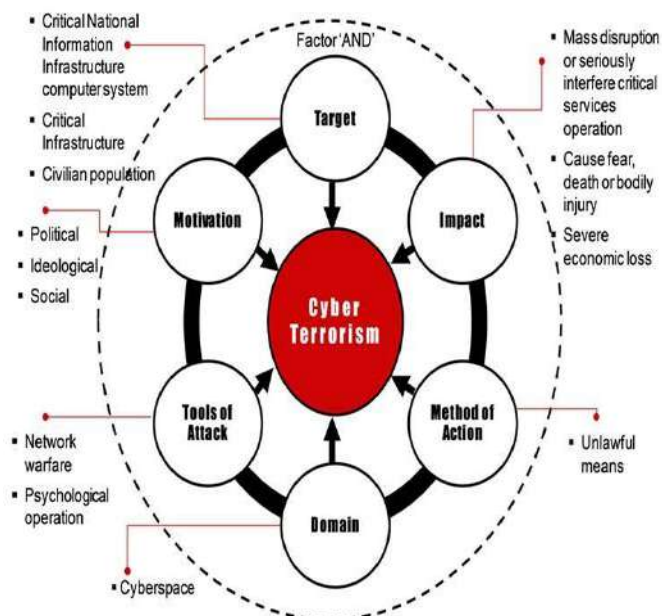 ▪ Critical National
Information
Infrastructure
computer system
▪ Critical
Infrastructure
▪ Civilian population
Factor 'AND'
▪ Mass disruption
or seriously
interfere critical
services
operation
▪ Cause fear,
death or bodily
injury
▪ Severe
economic loss
Target
Motivation
Impact
▪ Political
▪ Ideological
▪ Social
Cyber
Terrorism
Tools of
Attack
Method of
Action
▪ Network
warfare
▪ Psychological
operation
▪ Unlawful
means
Domain
▪ Cyberspace